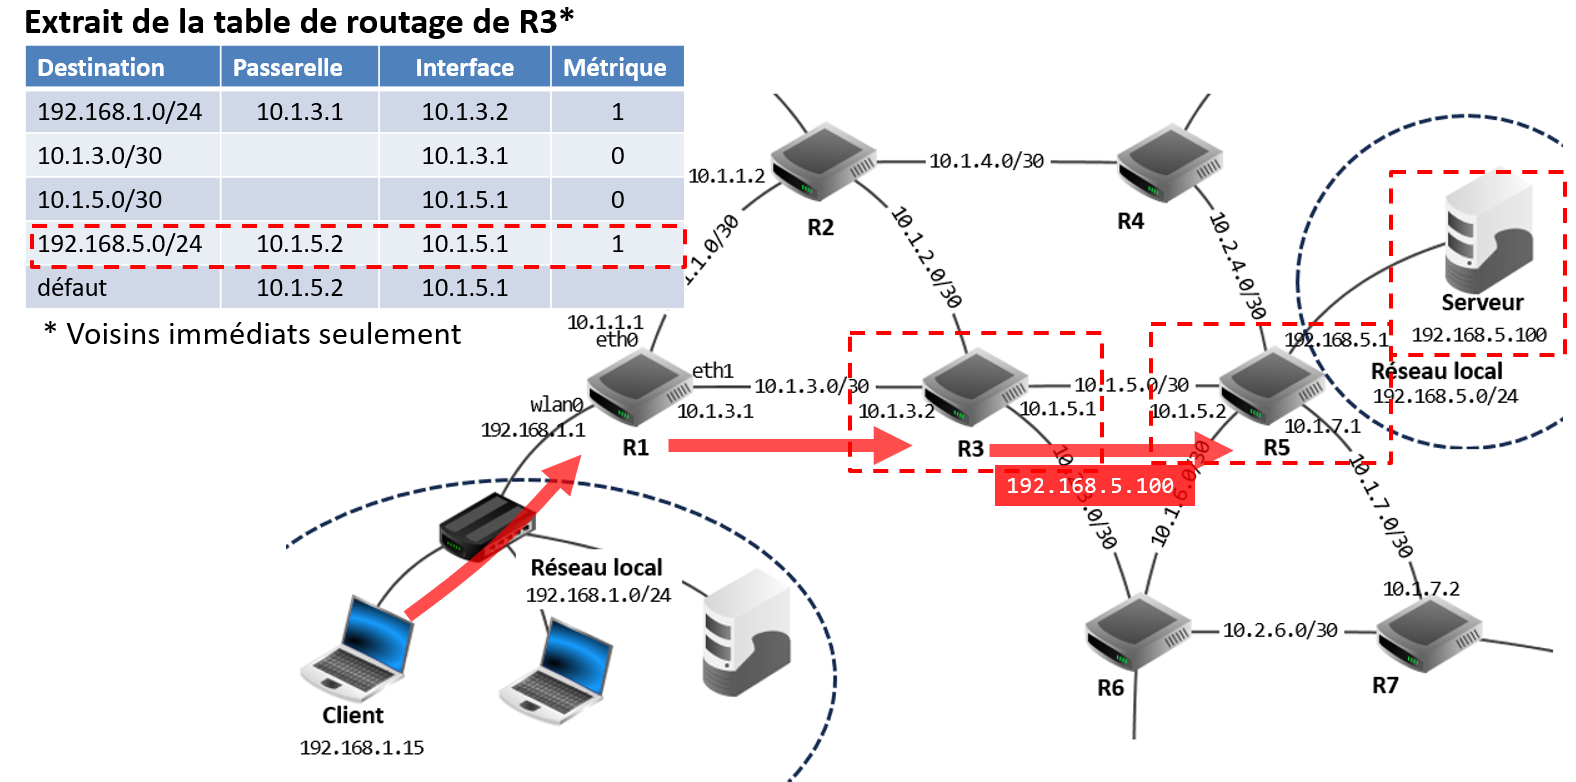 Extrait de la table de routage de R3*
Destination Passerelle Interface Métrique
192.168.1.0/24 10.1.3.1 10.1.3.2 1
10.1.3.0/30 10.1.3.1 0
10.1.5.0/30 10.1.5.1 0
192.168.5.0/24 10.1.5.2 10.1.5.1 1
défaut 10.1.5.2 10.1.5.1
* Voisins immédiats seulement
10.1.1.2
R2
10.1.4.0/30
R4
.1.0/30
10.1.2.0/30
10.2.4.0/30
Serveur
192.168.5.100
192.168.5.1
Réseau local
192.168.5.0/24
10.1.1.1
eth0
eth1
10.1.3.0/30
10.1.5.0/30
wlan0
192.168.1.1
10.1.3.1
10.1.3.2
10.1.5.1
10.1.5.2
10.1.7.1
R1
R3
R5
192.168.5.100
10.1.6.0/30
10.1.7.0/30
Réseau local
192.168.1.0/24
10.1.7.2
10.2.6.0/30
R6
R7
Client
192.168.1.15